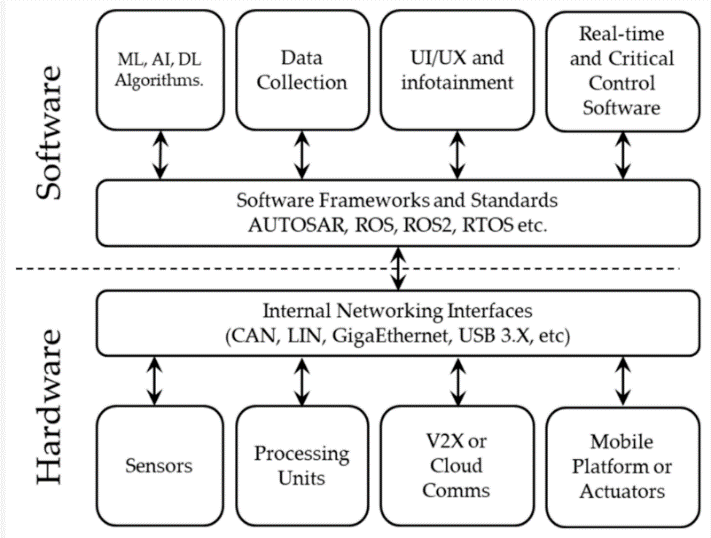 Software
ML, AI, DL
Algorithms.
Data
Collection
UI/UX and
infotainment
Real-time
and Critical
Control
Software
Software Frameworks and Standards
AUTOSAR, ROS, ROS2, RTOS etc.
Hardware
Internal Networking Interfaces
(CAN, LIN, GigaEthernet, USB 3.X, etc)
Sensors
Processing
Units
V2X or
Cloud
Comms
Mobile
Platform or
Actuators